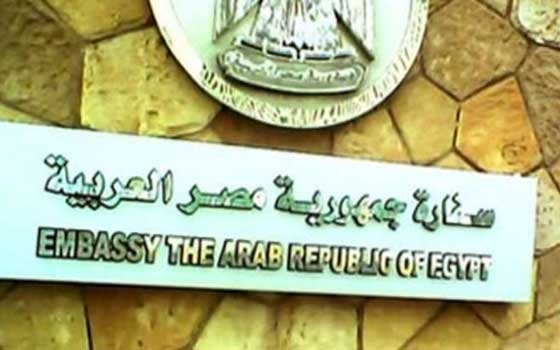 سفارة جمهورية مصر العربية
EMBASSY THE ARAB REPUBLIC OF EGYPT